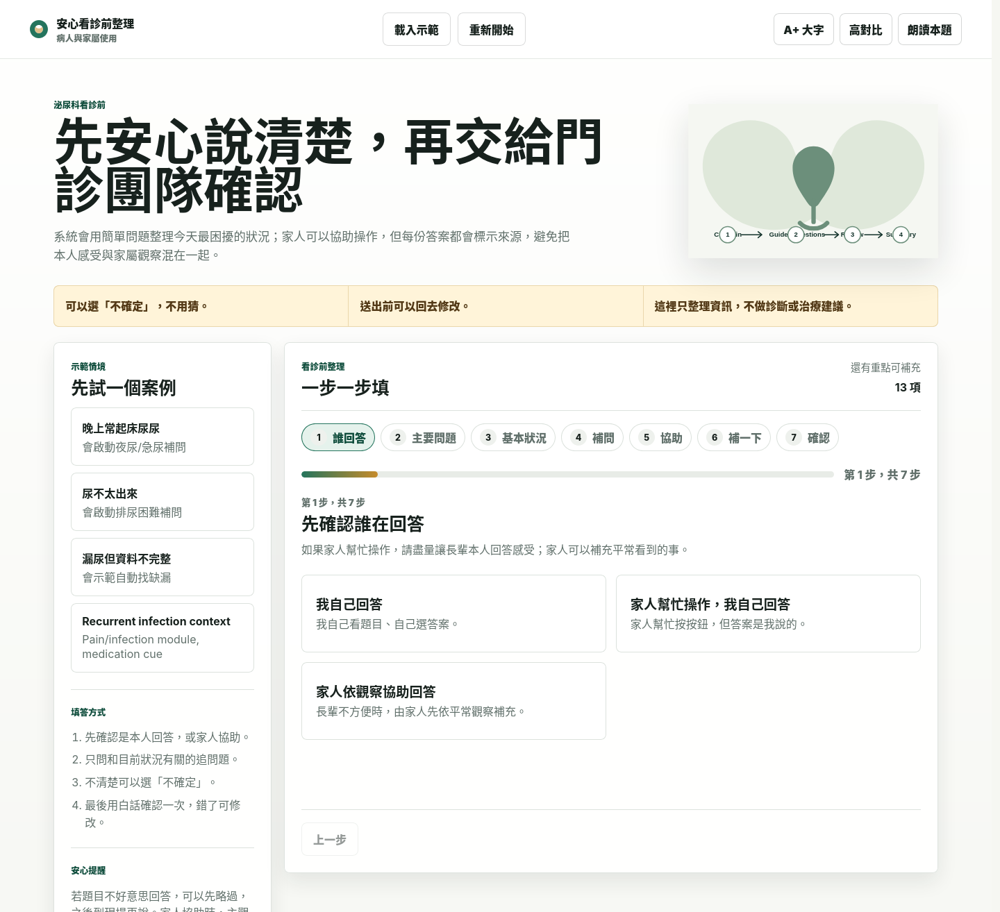 安心看診前整理
病人與家屬使用
載入示範
重新開始
A+ 大字
高對比
朗讀本題
泌尿科看診前
先安心說清楚，再交給門
診團隊確認
系統會用簡單問題整理今天最困擾的狀況；家人可以協助操作，但每份答案都會標示來源，避免把
本人感受與家屬觀察混在一起。
1
2
3
4
可以選「不確定」，不用猜。
送出前可以回去修改。
這裡只整理資訊，不做診斷或治療建議。
示範情境
先試一個案例
晚上常起床尿尿
會啟動夜尿/急尿補問
尿不太出來
會啟動排尿困難補問
漏尿但資料不完整
會示範自動找缺漏
Recurrent infection context
Pain/infection module,
medication cue
填答方式
1. 先確認是本人回答，或家人協助。
2. 只問和目前狀況有關的追問題。
3. 不清楚可以選「不確定」。
4. 最後用白話確認一次，錯了可修
改。
安心提醒
若題目不好意思回答，可以先略過，
看診前整理
一步一步填
還有重點可補充
13 項
1 誰回答
2 主要問題
3 基本狀況
4 補問
5 協助
6 補一下
7 確認
第 1 步，共 7 步
第 1 步，共 7 步
先確認誰在回答
如果家人幫忙操作，請盡量讓長輩本人回答感受；家人可以補充平常看到的事。
我自己回答
我自己看題目、自己選答案。
家人幫忙操作，我自己回答
家人幫忙按按鈕，但答案是我說的。
家人依觀察協助回答
長輩不方便時，由家人先依平常觀察補充。
上一步